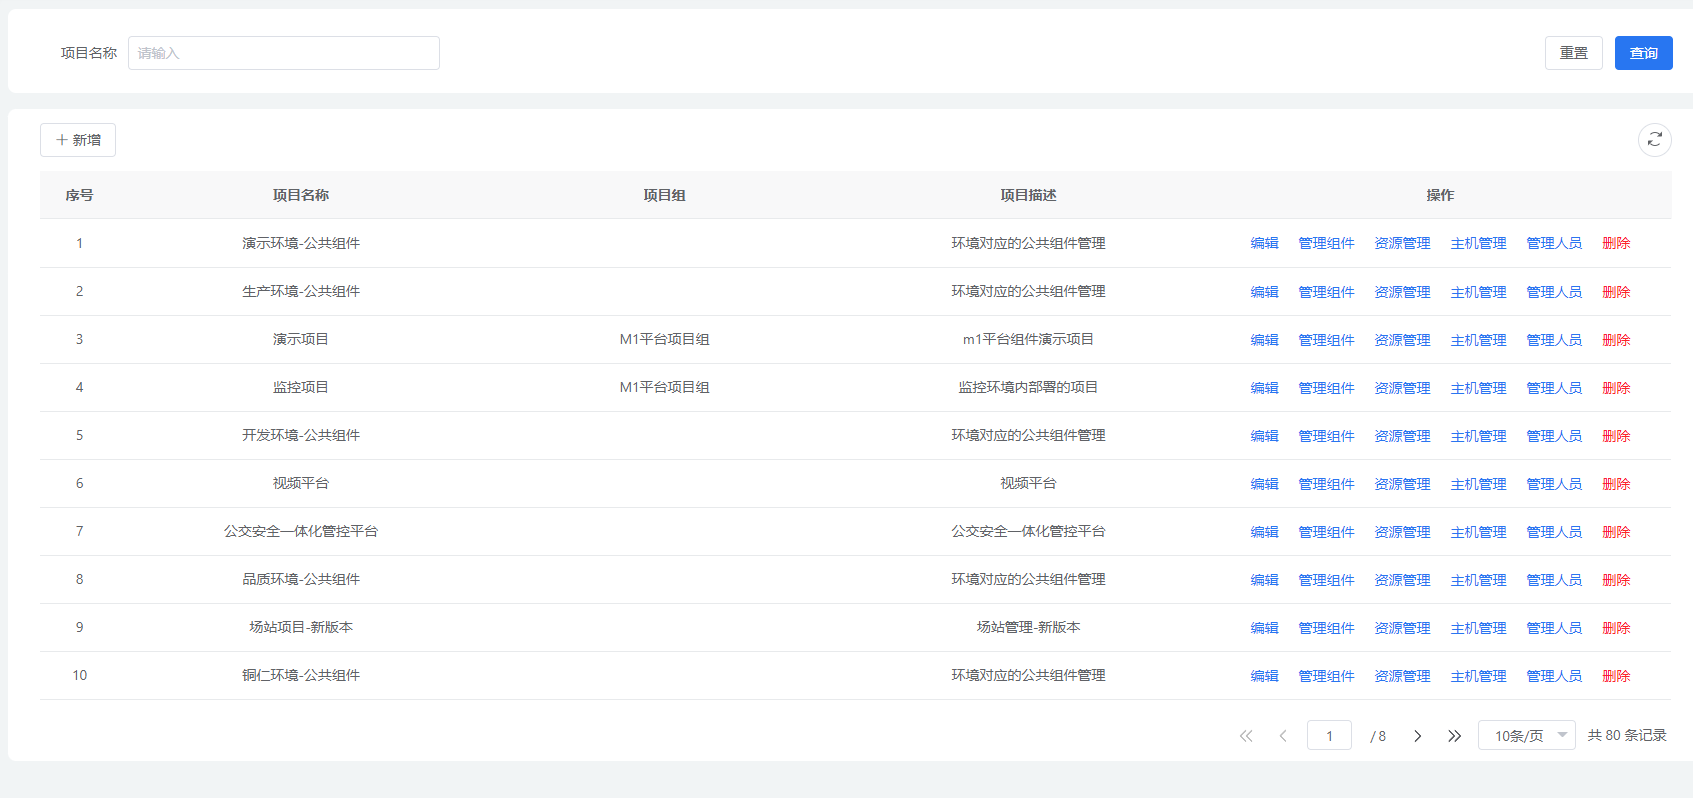 项目名称 请输入 重置 查询
新增
序号 项目名称 项目组 项目描述 操作
1 演示环境-公共组件 环境对应的公共组件管理 编辑 管理组件 资源管理 主机管理 管理人员 删除
2 生产环境-公共组件 环境对应的公共组件管理 编辑 管理组件 资源管理 主机管理 管理人员 删除
3 演示项目 M1平台项目组 m1平台组件演示项目 编辑 管理组件 资源管理 主机管理 管理人员 删除
4 监控项目 M1平台项目组 监控环境内部署的项目 编辑 管理组件 资源管理 主机管理 管理人员 删除
5 开发环境-公共组件 环境对应的公共组件管理 编辑 管理组件 资源管理 主机管理 管理人员 删除
6 视频平台 视频平台 编辑 管理组件 资源管理 主机管理 管理人员 删除
7 公交安全一体化管控平台 公交安全一体化管控平台 编辑 管理组件 资源管理 主机管理 管理人员 删除
8 品质环境-公共组件 环境对应的公共组件管理 编辑 管理组件 资源管理 主机管理 管理人员 删除
9 场站项目-新版本 场站管理-新版本 编辑 管理组件 资源管理 主机管理 管理人员 删除
10 铜仁环境-公共组件 环境对应的公共组件管理 编辑 管理组件 资源管理 主机管理 管理人员 删除
1 / 8 10条/页 共 80 条记录